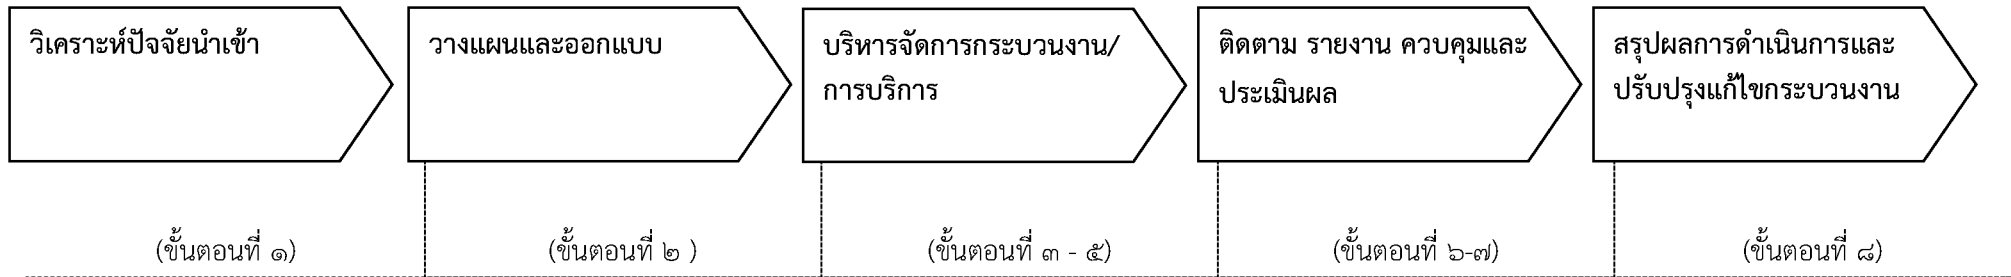 วิเคราะห์ปัจจัยนำเข้า
วางแผนและออกแบบ
บริหารจัดการกระบวนงาน/
การบริการ
ติดตาม รายงาน ควบคุมและ
ประเมินผล
สรุปผลการดำเนินการและ
ปรับปรุงแก้ไขกระบวนงาน
(ขั้นตอนที่ ๑)
(ขั้นตอนที่ ๒ )
(ขั้นตอนที่ ๓ - ๕)
(ขั้นตอนที่ ๖-๗)
(ขั้นตอนที่ ๘)